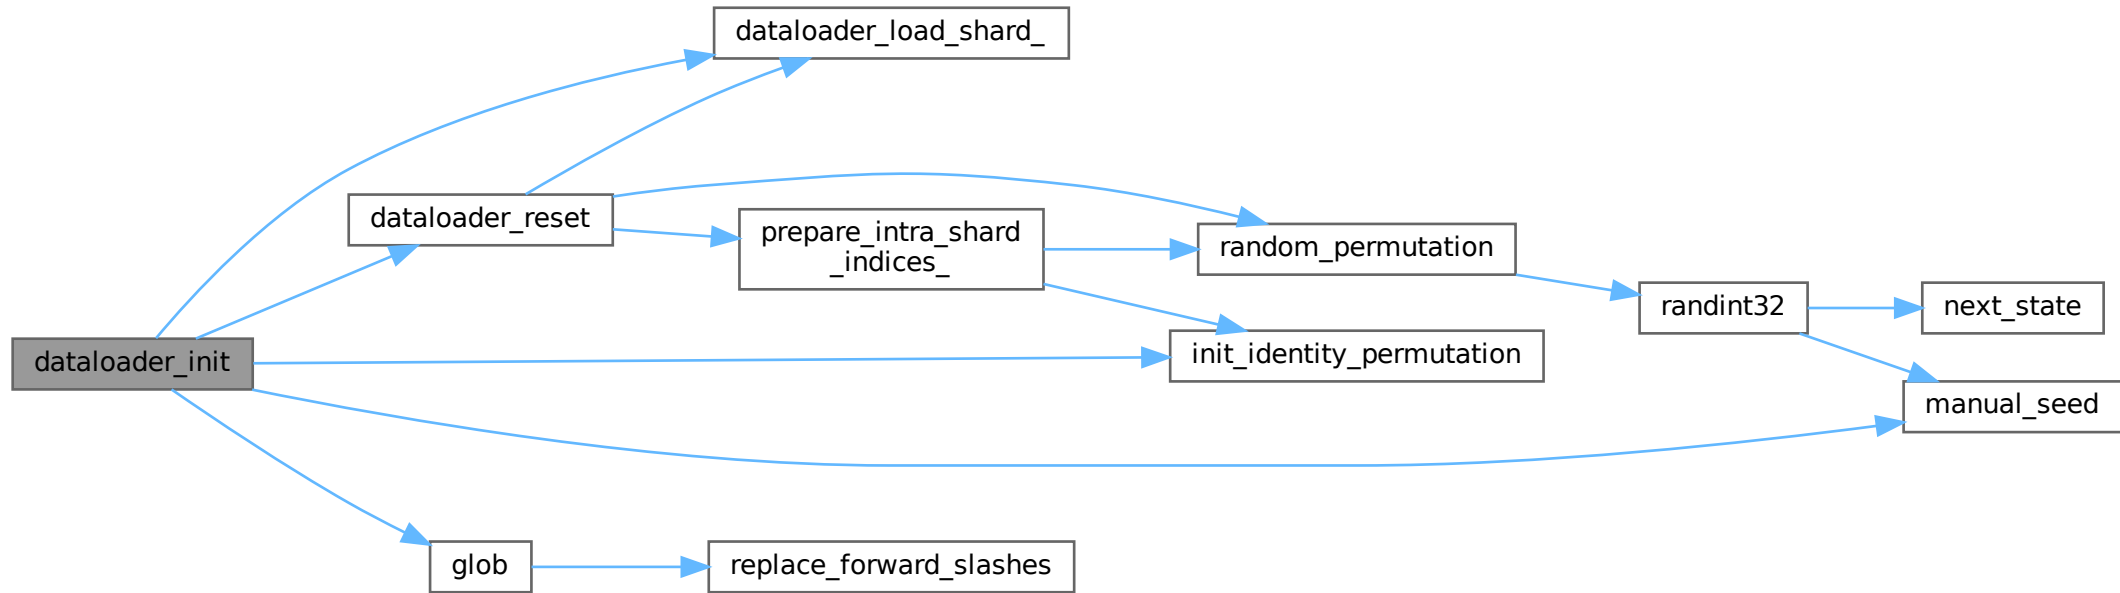 dataloader_load_shard_
dataloader_reset
prepare_intra_shard
_indices_
random_permutation
randint32
next_state
dataloader_init
init_identity_permutation
manual_seed
glob
replace_forward_slashes